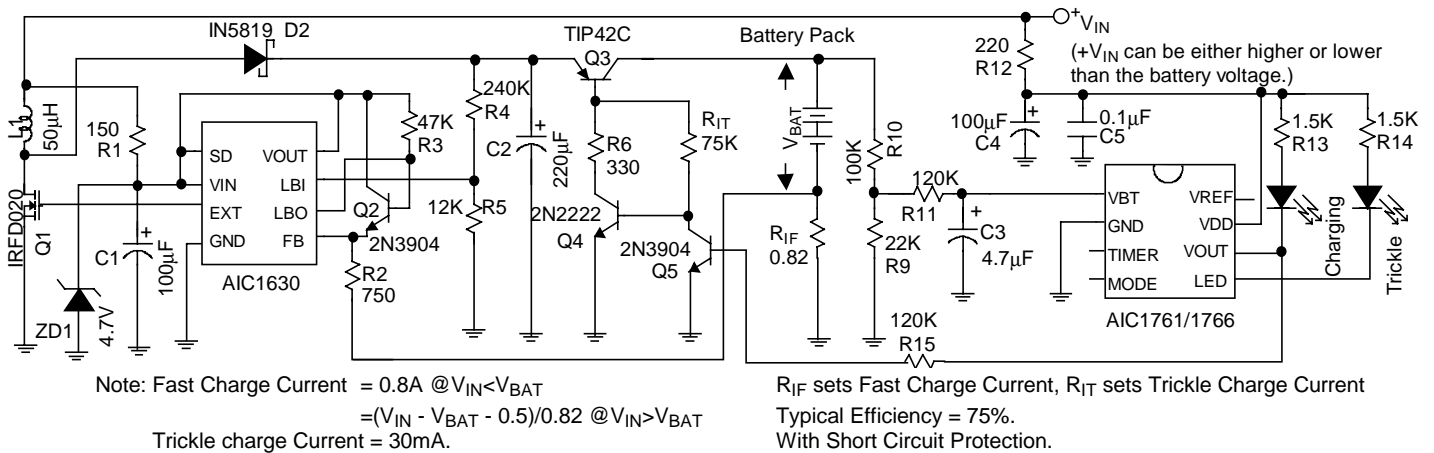 +VIN
IN5819 D2
TIP42C
Q3
Battery Pack
220
R12
(+VIN can be either higher or lower
than the battery voltage.)
L1
50µH
150
R1
47K
R3
240K
R4
+
C2
220µF
R6
330
RIT
75K
VBAT
R10
100K
100µF
C4
+
0.1µF
C5
1.5K
R13
1.5K
R14
SD
VIN
EXT
GND
VOUT
LBI
LBO
FB
AIC1630
IRFD020
Q1
Q2
2N3904
12K
R5
2N2222
Q4
2N3904
Q5
RIF
0.82
120K
R11
22K
R9
+
C3
4.7µF
VBT
GND
TIMER
MODE
VREF
VDD
VOUT
LED
AIC1761/1766
Charging
Trickle
+
C1
100µF
R2
750
ZD1
4.7V
120K
R15
Note: Fast Charge Current = 0.8A @VIN<VBAT
=(VIN - VBAT - 0.5)/0.82 @VIN>VBAT
Trickle charge Current = 30mA.
RIF sets Fast Charge Current, RIT sets Trickle Charge Current
Typical Efficiency = 75%.
With Short Circuit Protection.